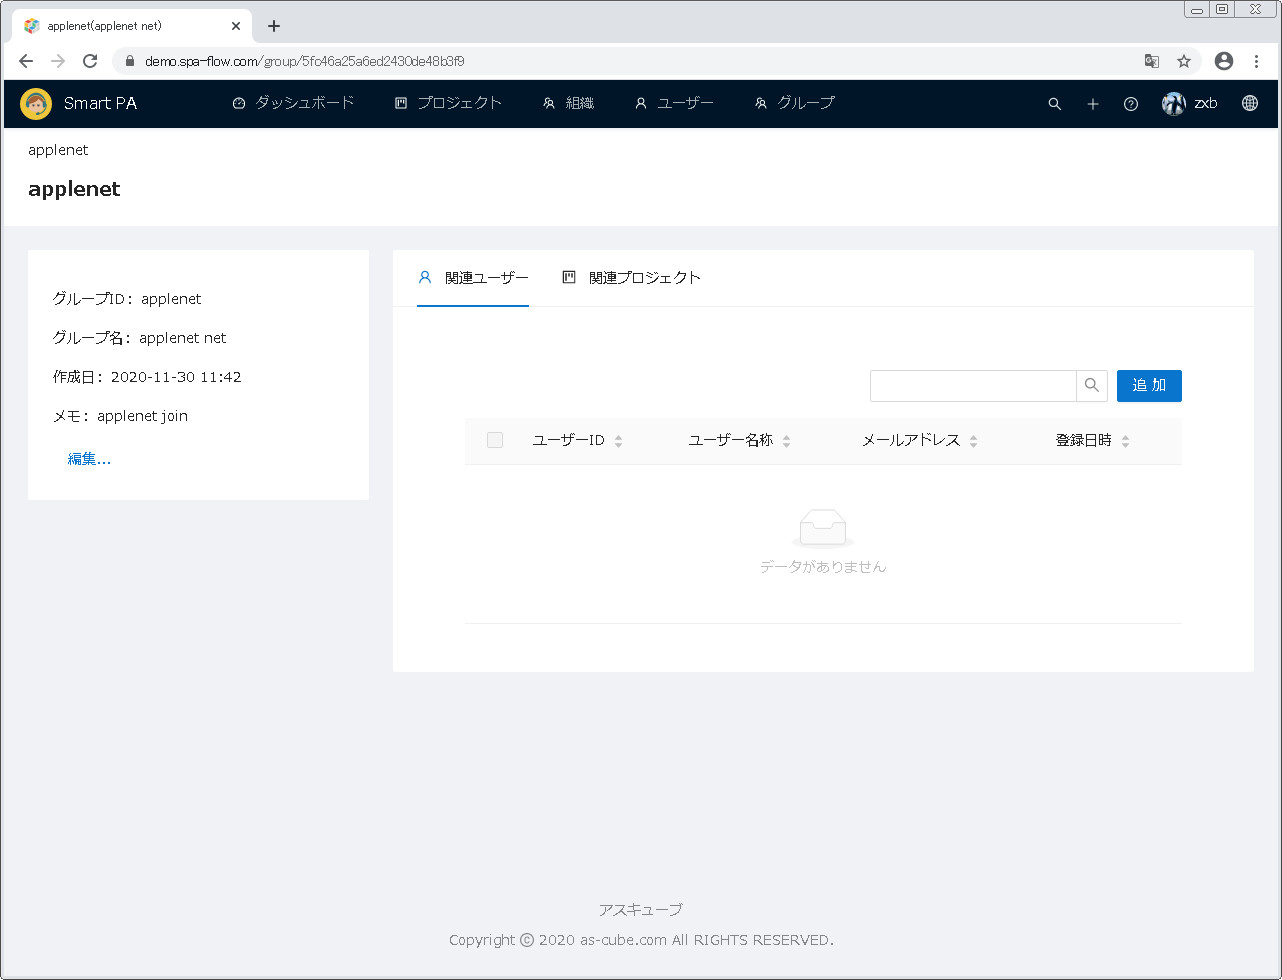 applenet(applenet net)
demo.spa-flow.com/group/5fc46a25a6ed2430de48b3f9
Smart PA ダッシュボード プロジェクト 組織 ユーザー グループ zxb
applenet
applenet
グループID: applenet
グループ名: applenet net
作成日: 2020-11-30 11:42
メモ: applenet join
編集...
関連ユーザー 関連プロジェクト
追 加
ユーザーID ユーザー名称 メールアドレス 登録日時
データがありません
アスキューブ
Copyright © 2020 as-cube.com All RIGHTS RESERVED.